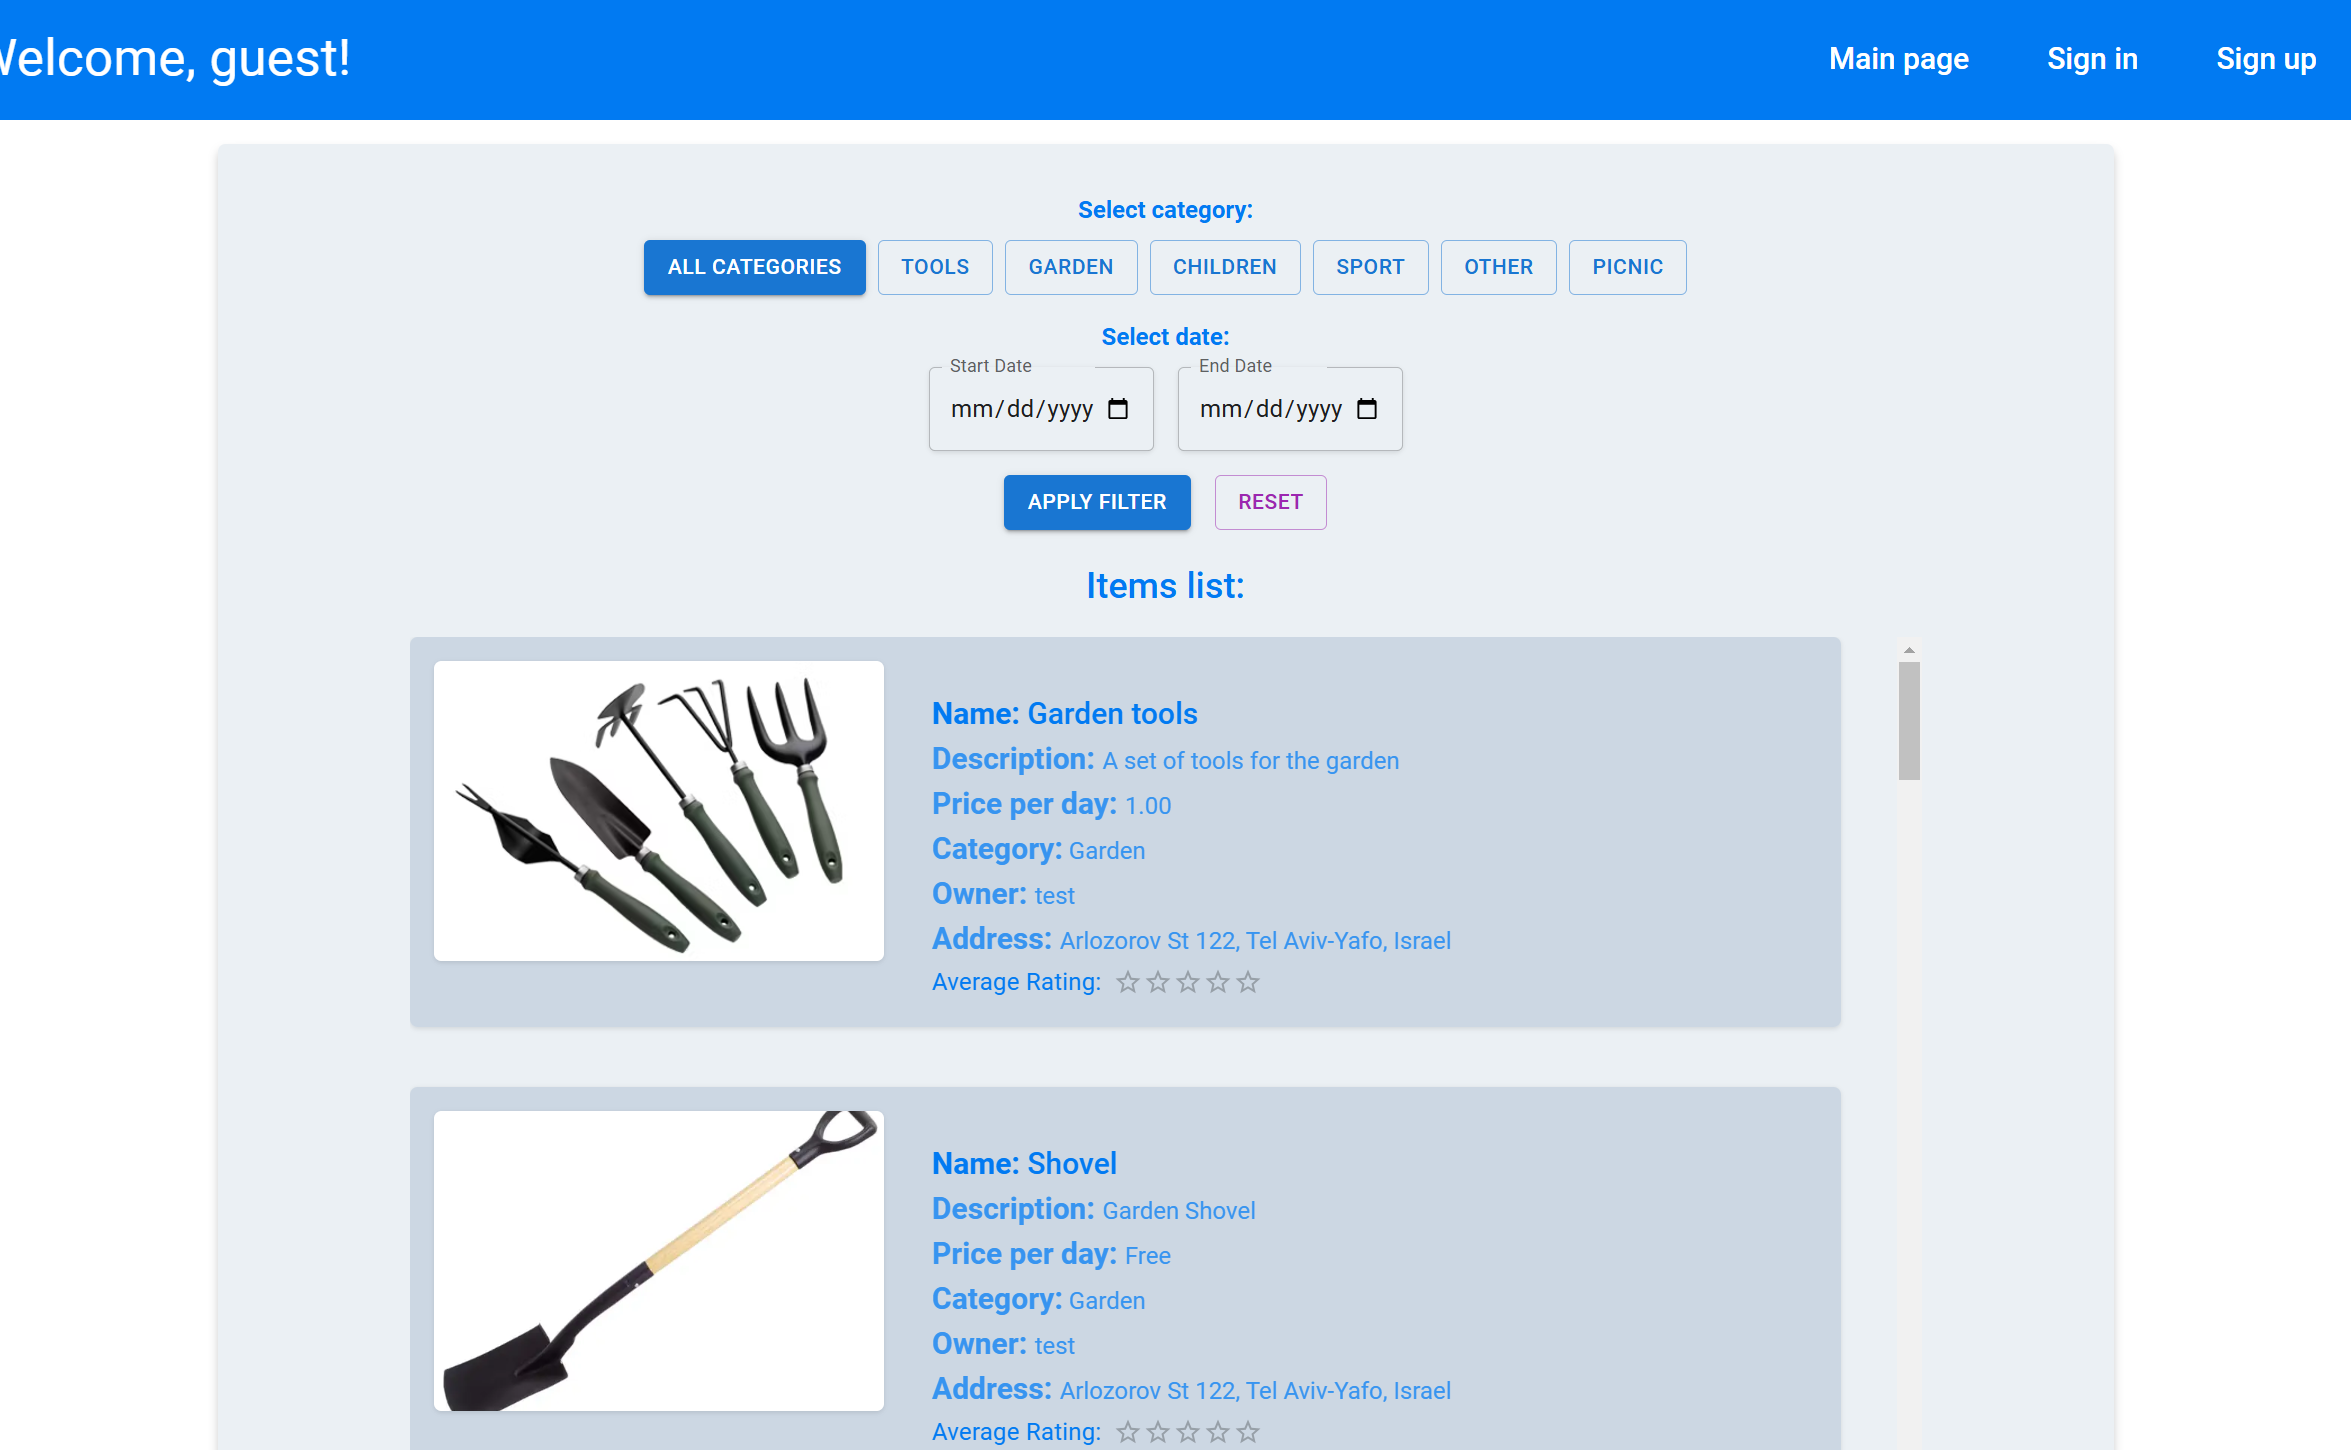 Welcome, guest!
Main page
Sign in
Sign up
Select category:
ALL CATEGORIES
TOOLS
GARDEN
CHILDREN
SPORT
OTHER
PICNIC
Select date:
Start Date
End Date
mm/dd/yyyy
mm/dd/yyyy
APPLY FILTER
RESET
Items list:
Name: Garden tools
Description: A set of tools for the garden
Price per day: 1.00
Category: Garden
Owner: test
Address: Arlozorov St 122, Tel Aviv-Yafo, Israel
Average Rating:
Name: Shovel
Description: Garden Shovel
Price per day: Free
Category: Garden
Owner: test
Address: Arlozorov St 122, Tel Aviv-Yafo, Israel
Average Rating: